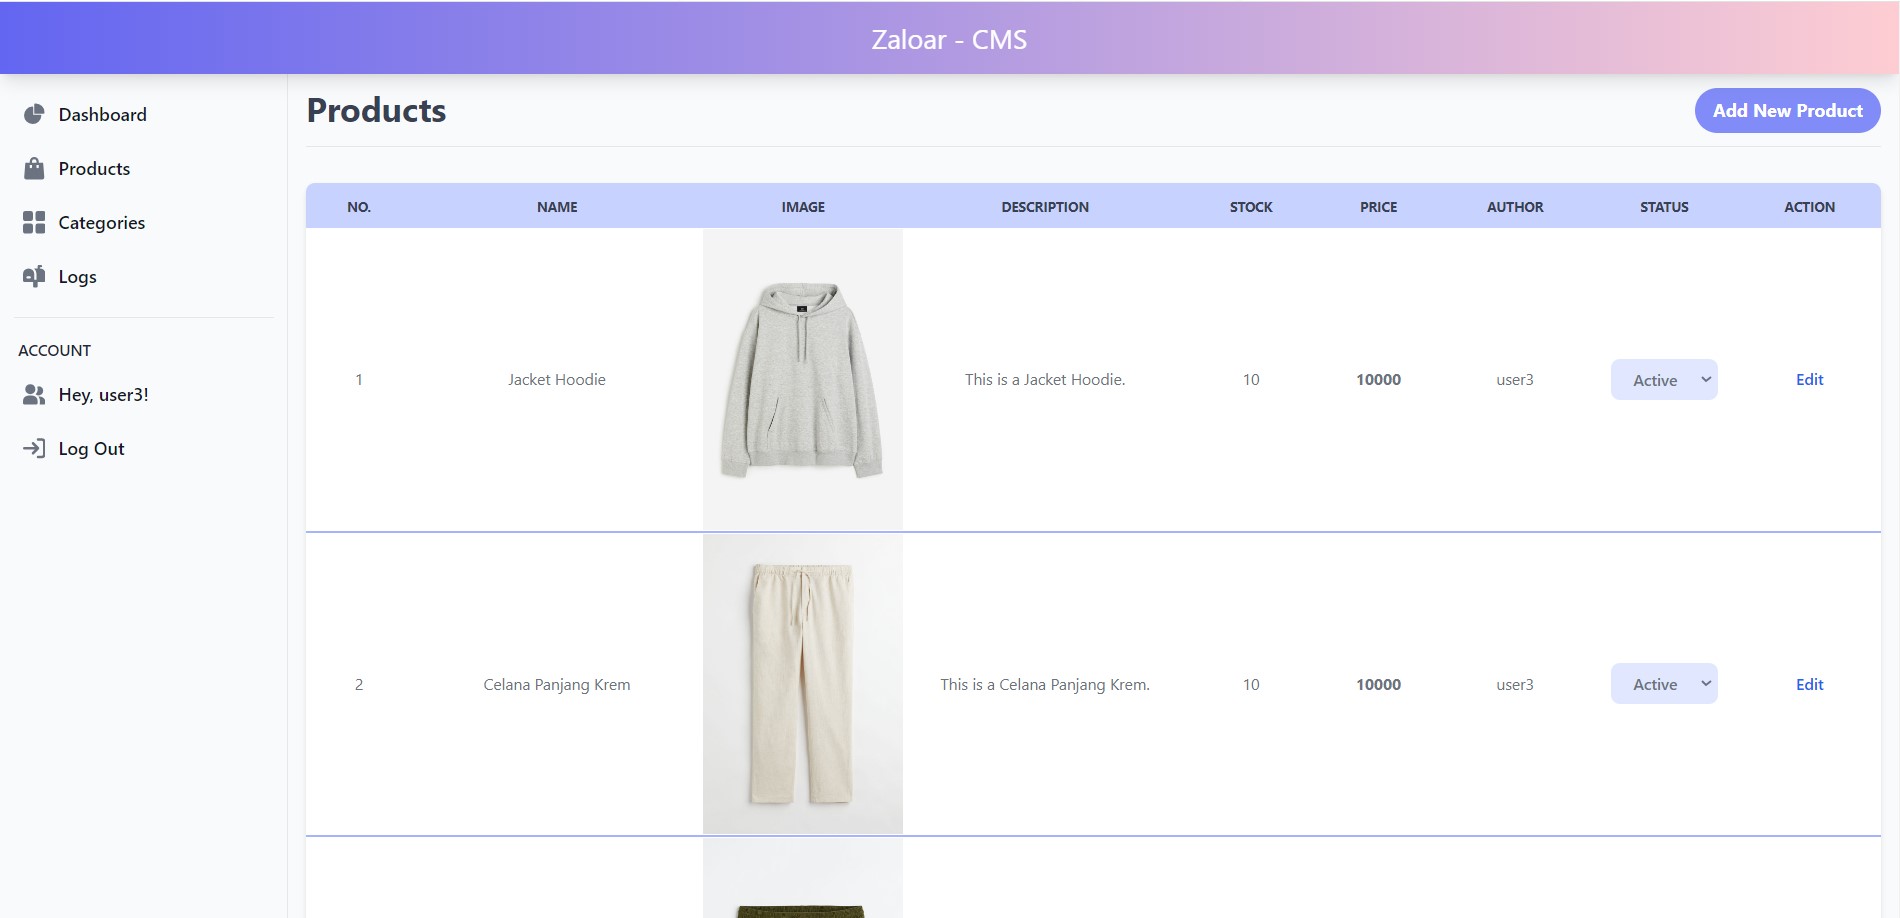 Zaloar - CMS
Dashboard
Products
Categories
Logs
ACCOUNT
Hey, user3!
Log Out
Products
Add New Product
NO. NAME IMAGE DESCRIPTION STOCK PRICE AUTHOR STATUS ACTION
1 Jacket Hoodie This is a Jacket Hoodie. 10 10000 user3 Active Edit
2 Celana Panjang Krem This is a Celana Panjang Krem. 10 10000 user3 Active Edit